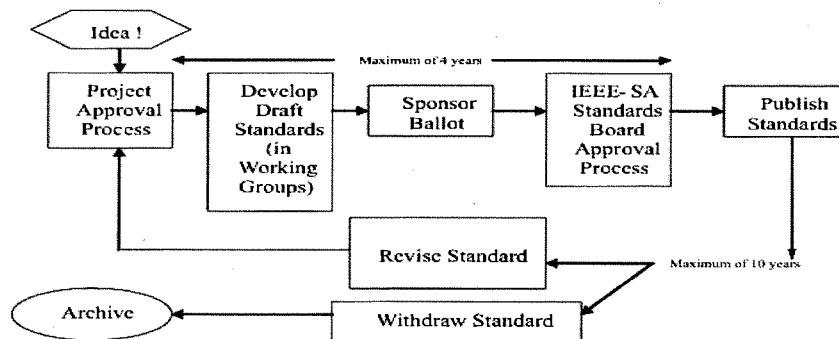 Idea !
Maximum of 4 years
Project
Approval
Process
Develop
Draft
Standards
(in
Working
Groups)
Sponsor
Ballot
IEEE- SA
Standards
Board
Approval
Process
Publish
Standards
Revise Standard
Maximum of 10 years
Archive
Withdraw Standard